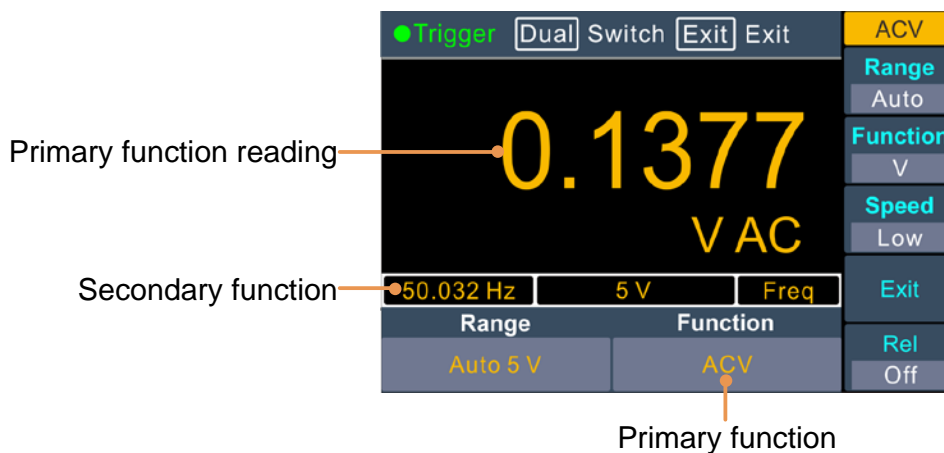 Trigger Dual Switch Exit Exit
ACV
Range
Auto
Function
V
Speed
Low
Exit
Rel
Off
Primary function reading
0.1377
V AC
Secondary function
50.032 Hz 5 V Freq
Range Function
Auto 5 V ACV
Primary function